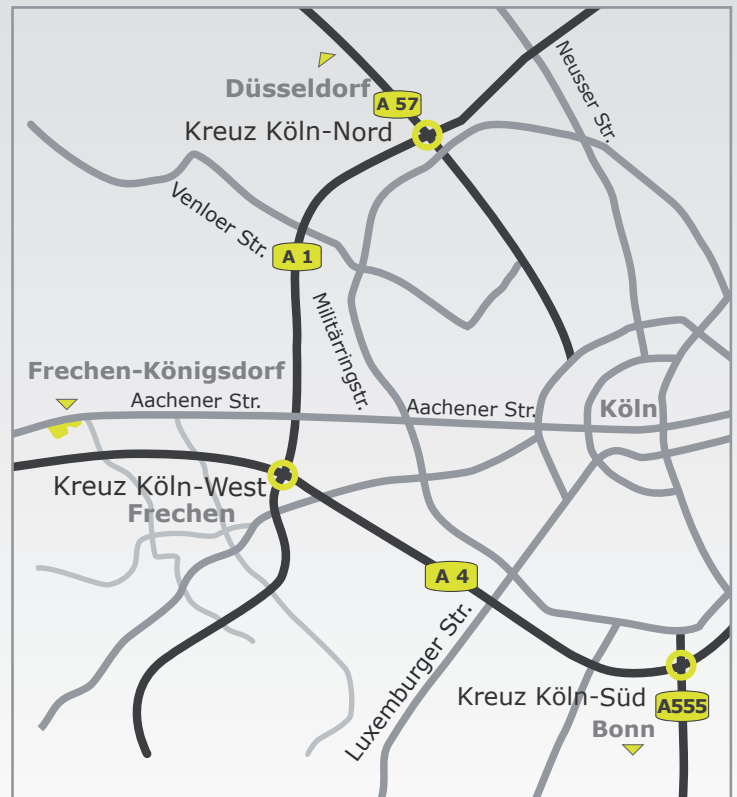 Neusser Str.
Düsseldorf
A 57
Kreuz Köln-Nord
Venloer Str.
A 1
Militärringstr.
Frechen-Königsdorf
Aachener Str.
Aachener Str.
Köln
Kreuz Köln-West
Frechen
A 4
Luxemburger Str.
Kreuz Köln-Süd
A555
Bonn